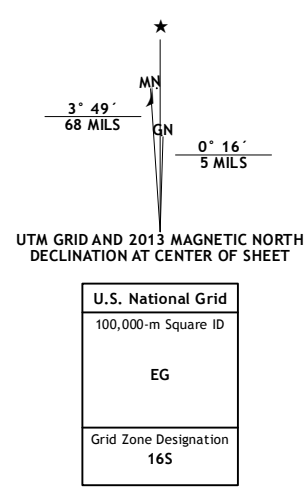 ★
MN
3° 49´
68 MILS
GN
0° 16´
5 MILS
UTM GRID AND 2013 MAGNETIC NORTH
DECLINATION AT CENTER OF SHEET
U.S. National Grid
100,000-m Square ID
EG
Grid Zone Designation
16S